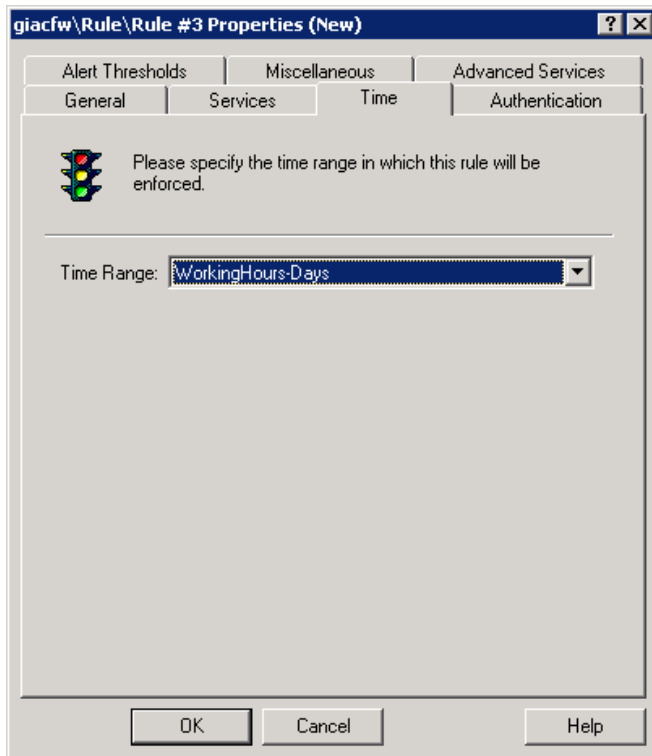 giacfw\Rule\Rule #3 Properties (New)
Alert Thresholds Miscellaneous Advanced Services
General Services Time Authentication
Please specify the time range in which this rule will be
enforced.
Time Range: WorkingHours-Days
OK Cancel Help